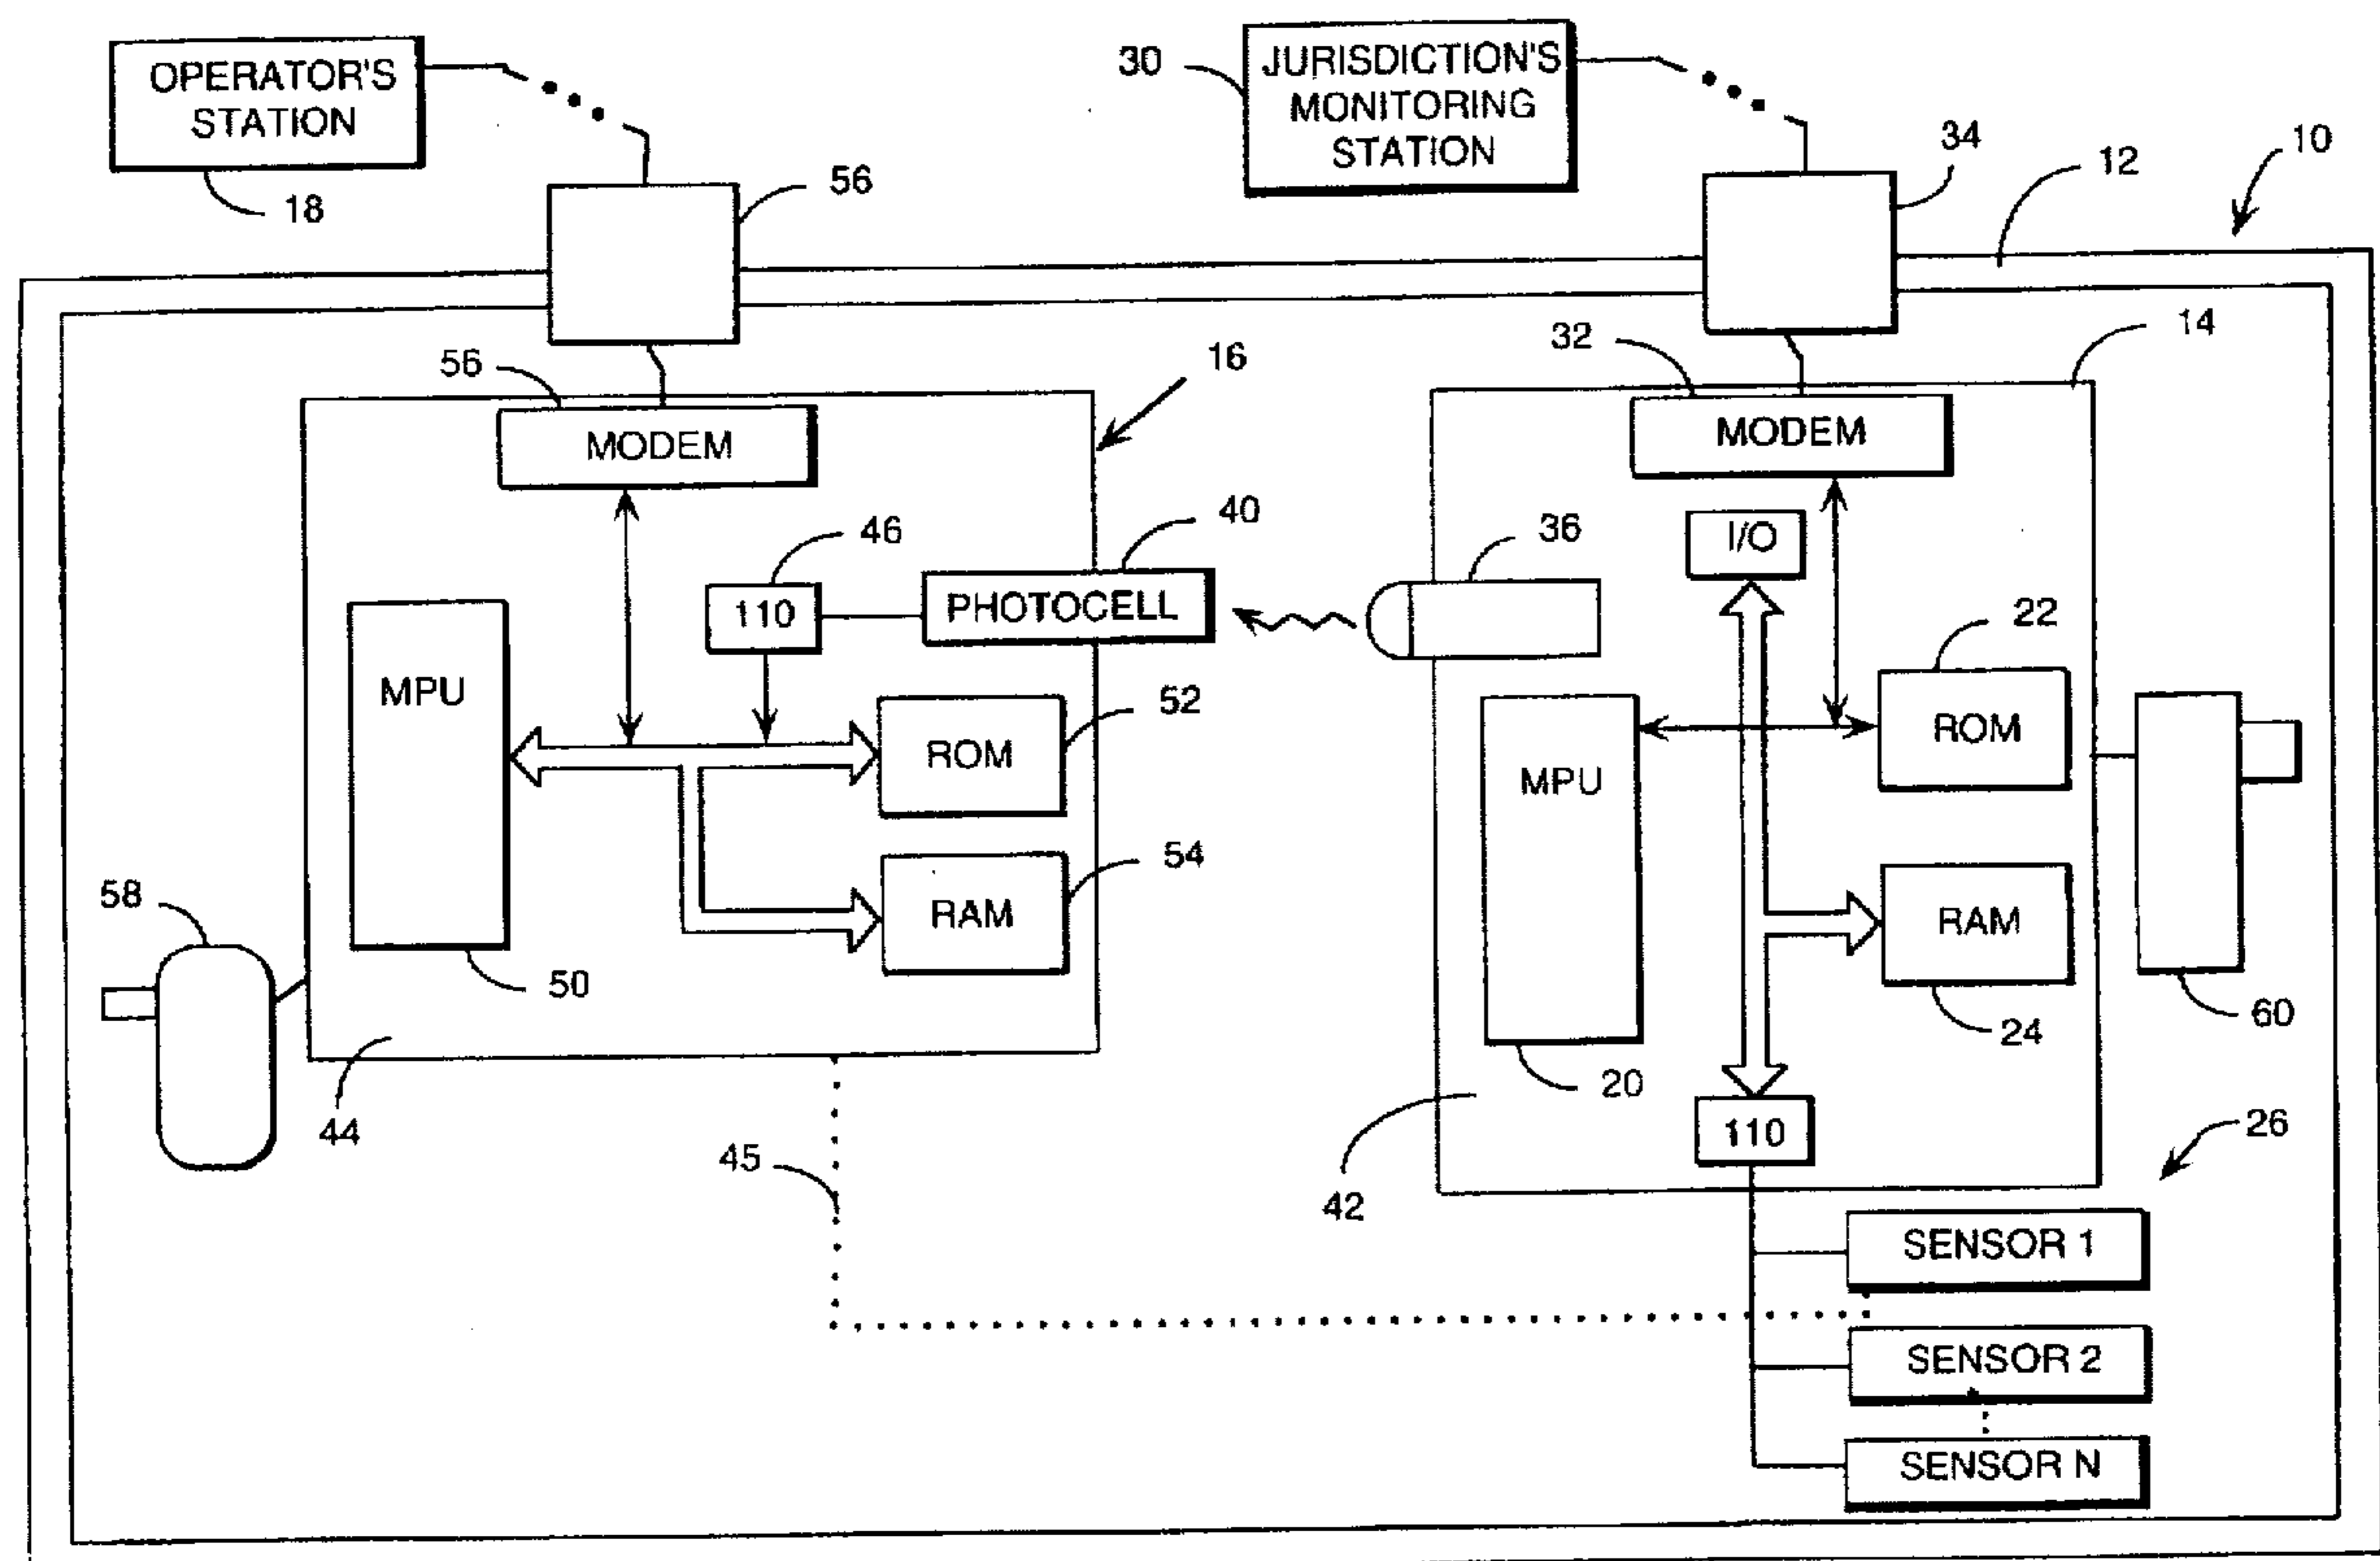 OPERATOR'S
STATION
18
56
30
JURISDICTION'S
MONITORING
STATION
34
12
10
56
MODEM
16
32
MODEM
14
46
110
40
PHOTOCELL
36
I/O
22
ROM
MPU
52
ROM
54
RAM
50
58
44
45
MPU
20
RAM
24
60
110
42
26
SENSOR 1
SENSOR 2
SENSOR N